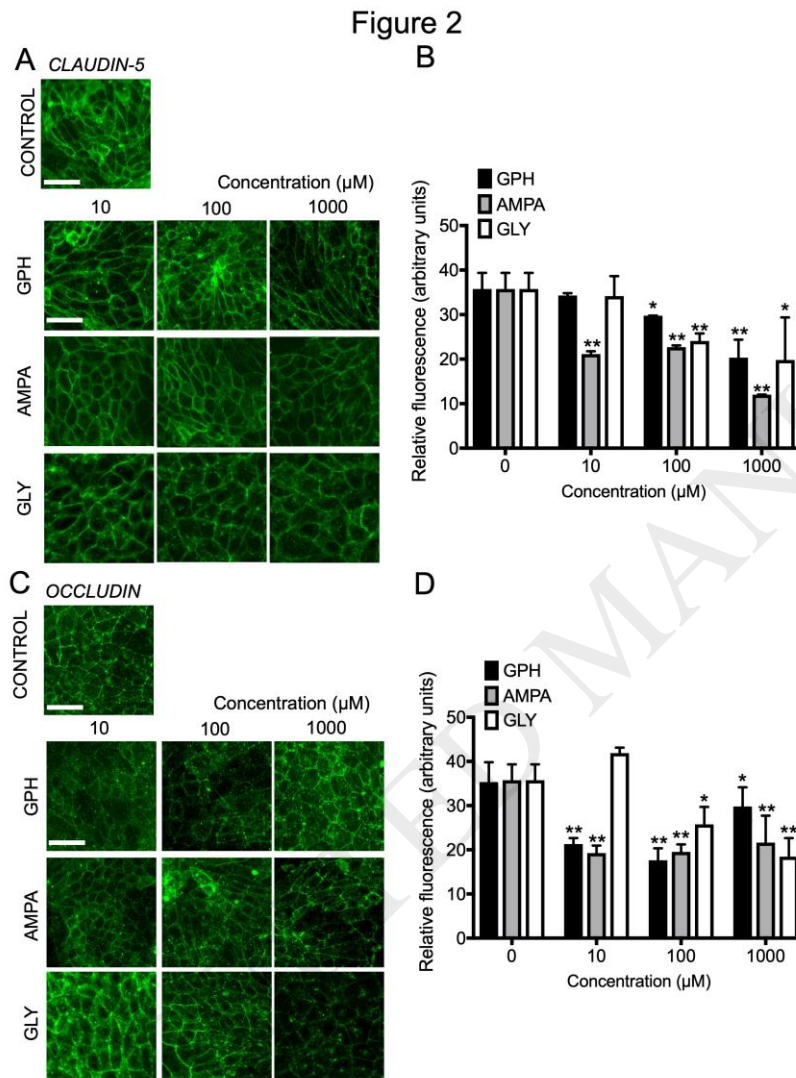 Figure 2
A CLAUDIN-5
CONTROL
Concentration (µM)
10 100 1000
GPH
AMPA
GLY
B
GPH
AMPA
GLY
Relative fluorescence (arbitrary units)
50
40
30
20
10
0
** * ** ** ** ** *
0 10 100 1000
Concentration (µM)
C OCCLUDIN
CONTROL
Concentration (µM)
10 100 1000
GPH
AMPA
GLY
D
GPH
AMPA
GLY
Relative fluorescence (arbitrary units)
50
40
30
20
10
0
** ** ** ** * * ** **
0 10 100 1000
Concentration (µM)